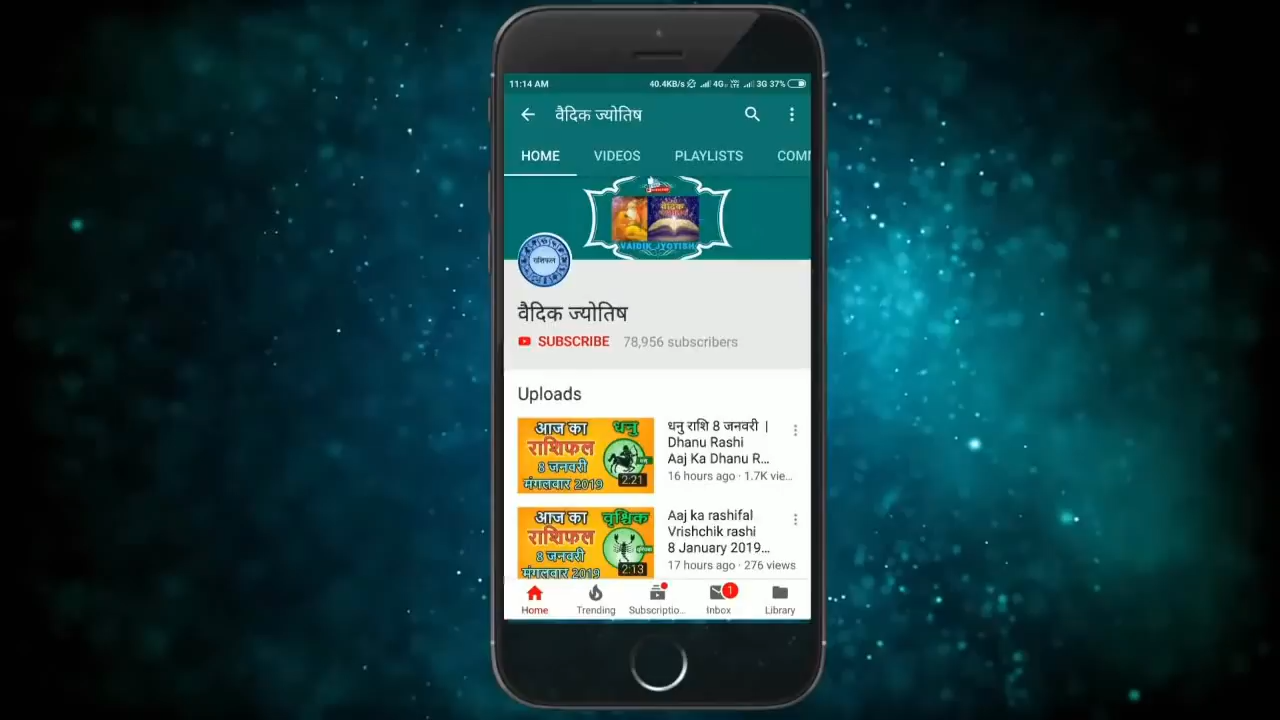 11:14 AM
40.4KB/s 4G VoLTE 3G 37%
वैदिक ज्योतिष
HOME VIDEOS PLAYLISTS COMM
वैदिक
VAIDIK JYOTISH
राशिफल
वैदिक ज्योतिष
SUBSCRIBE 78,956 subscribers
Uploads
आज का धनु
राशिफल
8 जनवरी
मंगलवार 2019
2:21
धनु राशि 8 जनवरी |
Dhanu Rashi
Aaj Ka Dhanu R...
16 hours ago · 1.7K vie...
आज का वृश्चिक
राशिफल
8 जनवरी
मंगलवार 2019
2:13
Aaj ka rashifal
Vrishchik rashi
8 January 2019...
17 hours ago · 276 views
1
Home Trending Subscriptio... Inbox Library